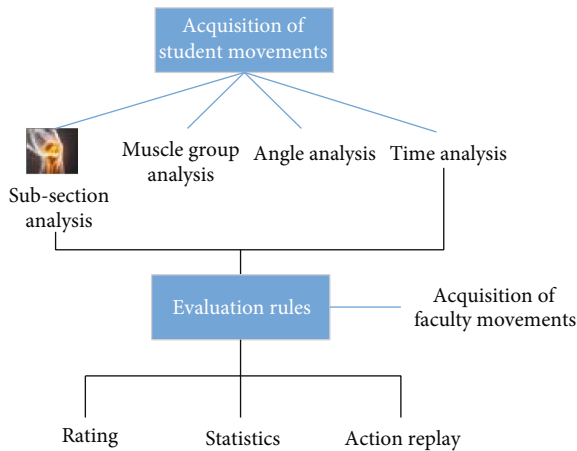 Acquisition of
student movements
Muscle group
analysis
Angle analysis
Time analysis
Sub-section
analysis
Evaluation rules
Acquisition of
faculty movements
Rating
Statistics
Action replay